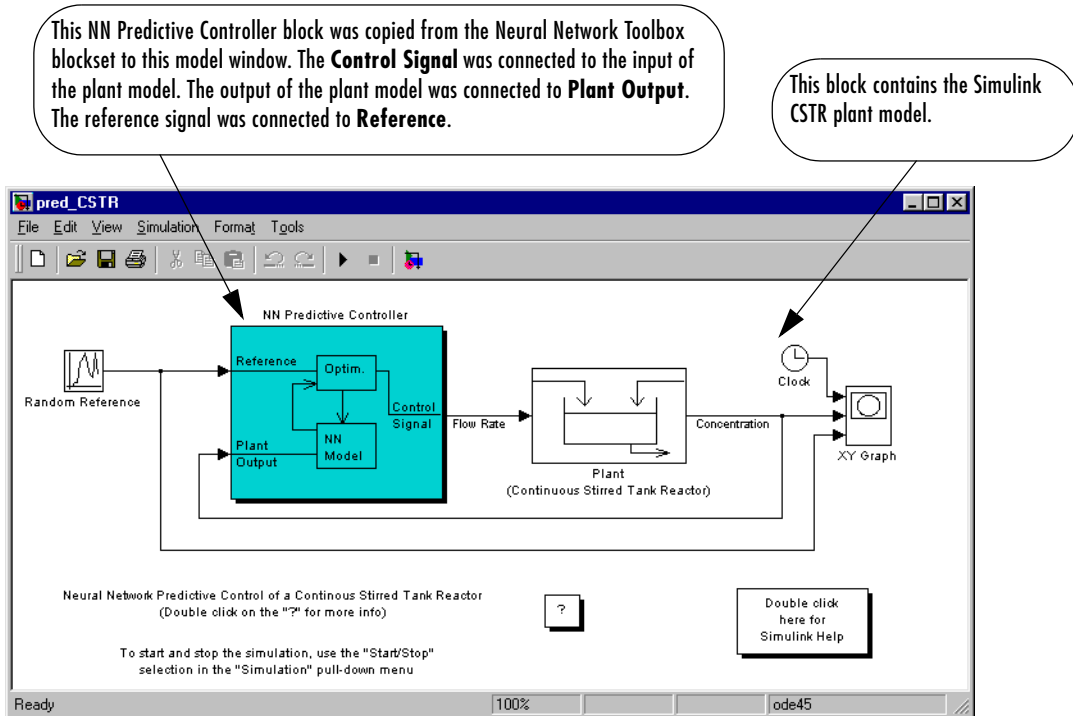 This NN Predictive Controller block was copied from the Neural Network Toolbox
blockset to this model window. The Control Signal was connected to the input of
the plant model. The output of the plant model was connected to Plant Output.
The reference signal was connected to Reference.
This block contains the Simulink
CSTR plant model.
pred_CSTR
File Edit View Simulation Format Tools
NN Predictive Controller
Random Reference
Reference
Optim.
Control
Signal
Plant
Output
NN
Model
Flow Rate
Plant
(Continuous Stirred Tank Reactor)
Concentration
Clock
XY Graph
Neural Network Predictive Control of a Continous Stirred Tank Reactor
(Double click on the "?" for more info)
?
Double click
here for
Simulink Help
To start and stop the simulation, use the "Start/Stop"
selection in the "Simulation" pull-down menu
Ready 100% ode45